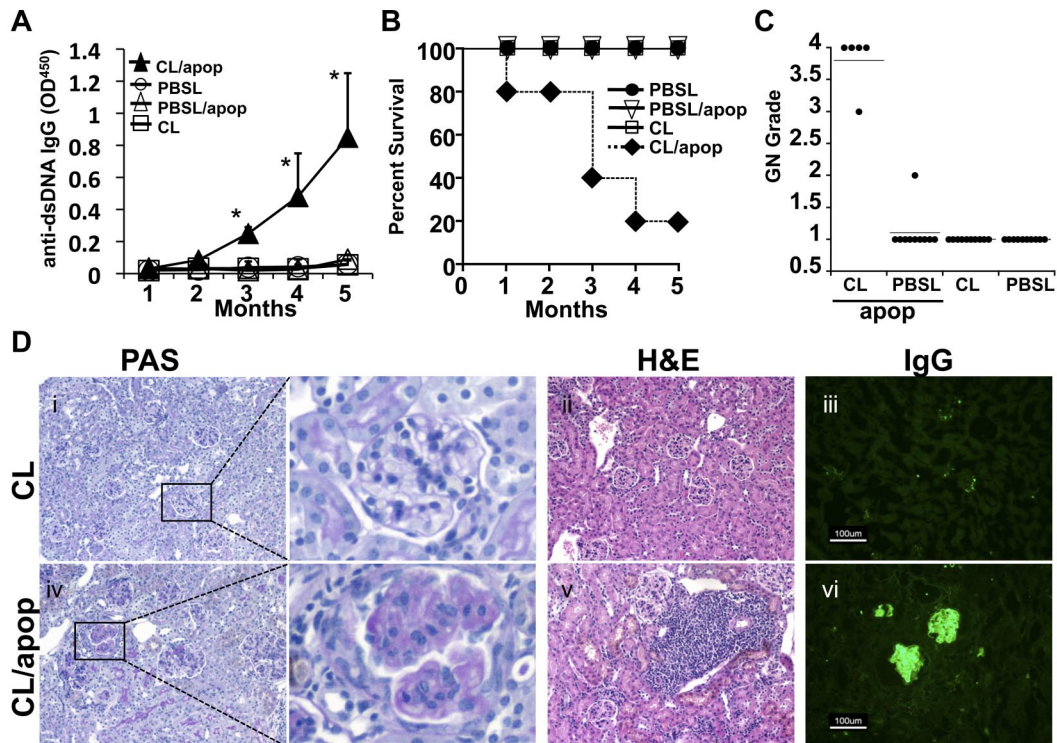 A
anti-dsDNA IgG (OD450)
1.4
1.2
1
0.8
0.6
0.4
0.2
0
CL/apop
PBSL
PBSL/apop
CL
*
*
*
1
2
3
4
5
Months
B
Percent Survival
100
80
60
40
20
0
1
2
3
4
5
Months
PBSL
PBSL/apop
CL
CL/apop
C
GN Grade
4
3.5
3
2.5
2
1.5
1
0.5
CL
PBSL
CL
PBSL
apop
D
PAS
H&E
IgG
CL
i
ii
iii
100um
CL/apop
iv
v
vi
100um